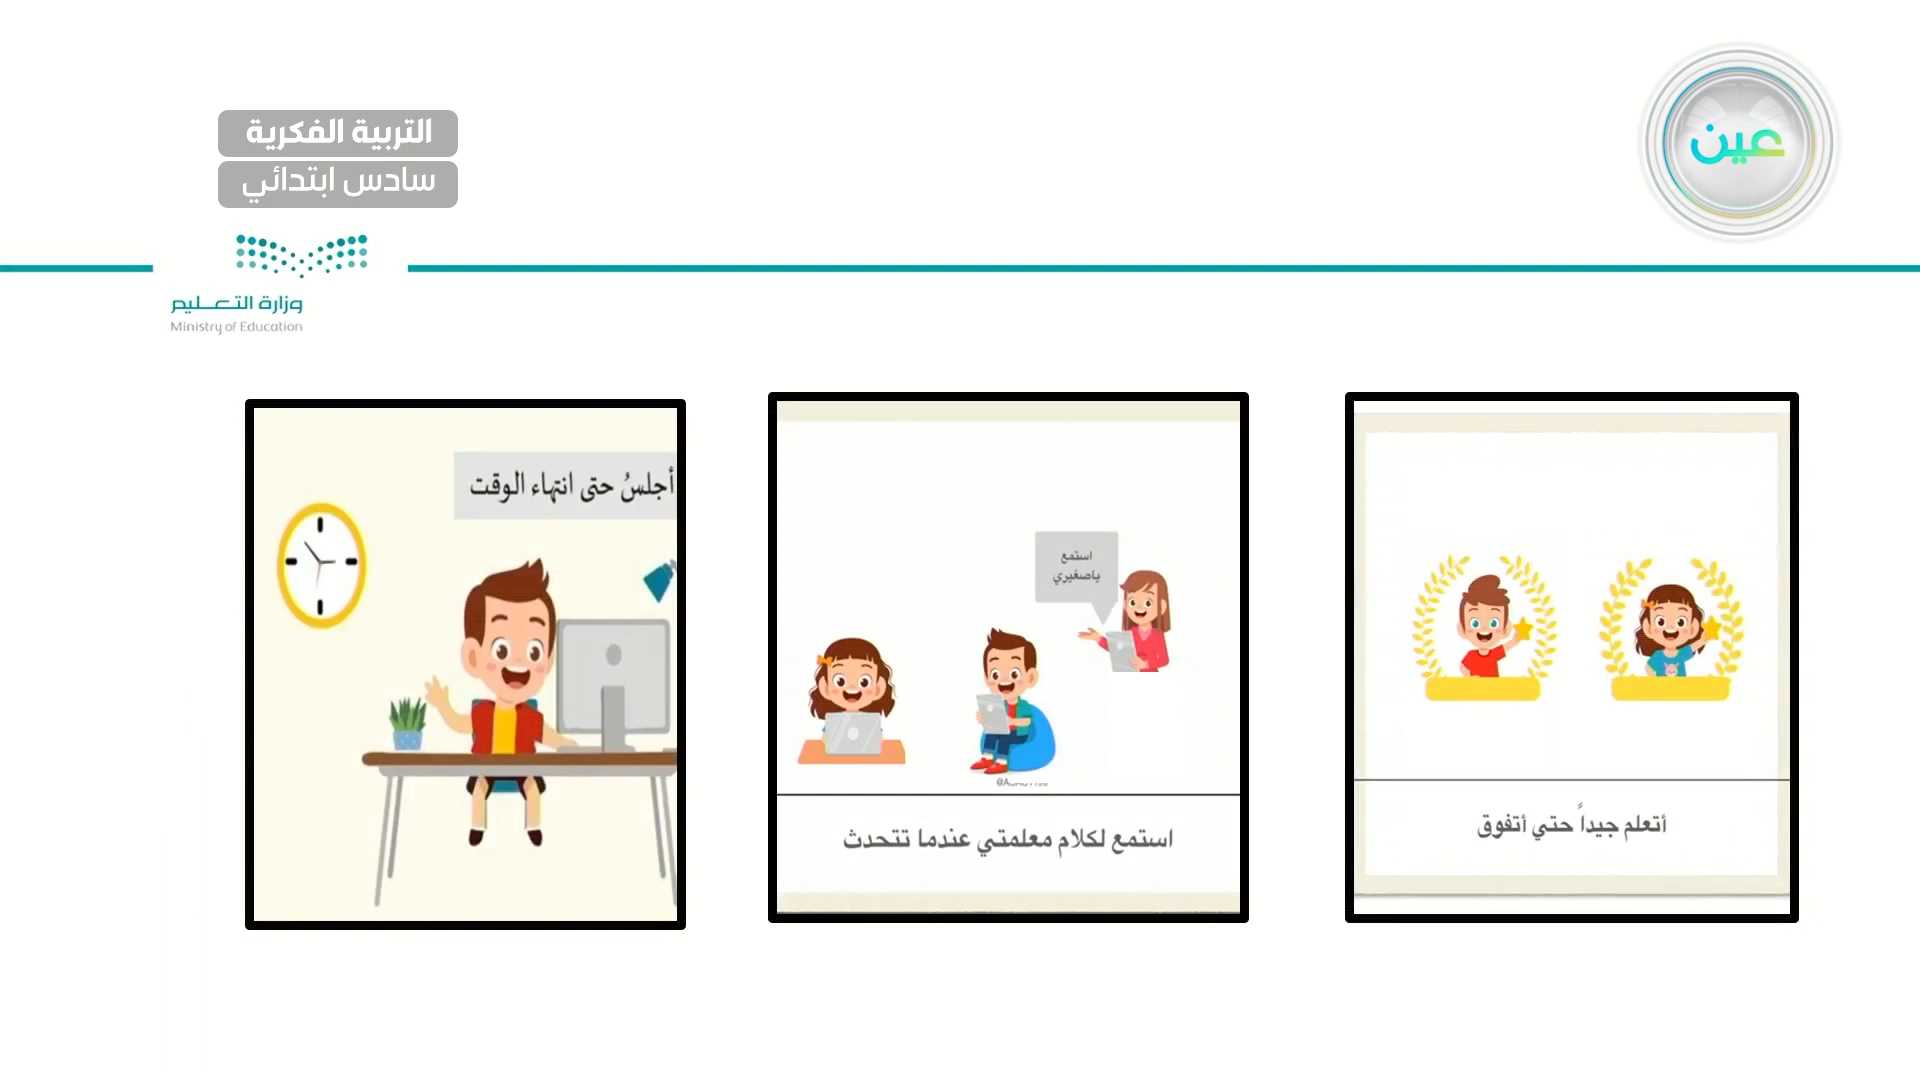 عين
التربية الفكرية
سادس ابتدائي
وزارة التعليم
Ministry of Education
أتعلم جيداً حتي أتفوق
استمع
ياصغيري
استمع لكلام معلمتي عندما تتحدث
أجلسُ حتى انتهاء الوقت